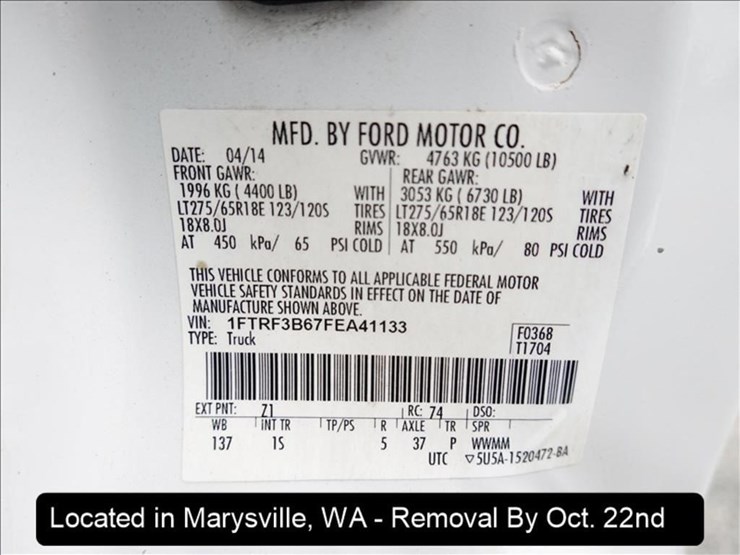 MFD. BY FORD MOTOR CO.
DATE: 04/14 GVWR: 4763 KG (10500 LB)
FRONT GAWR: REAR GAWR:
1996 KG ( 4400 LB) WITH 3053 KG ( 6730 LB) WITH
LT275/65R18E 123/120S TIRES LT275/65R18E 123/120S TIRES
18X8.0J RIMS 18X8.0J RIMS
AT 450 kPa/ 65 PSI COLD AT 550 kPa/ 80 PSI COLD
THIS VEHICLE CONFORMS TO ALL APPLICABLE FEDERAL MOTOR
VEHICLE SAFETY STANDARDS IN EFFECT ON THE DATE OF
MANUFACTURE SHOWN ABOVE.
VIN: 1FTRF3B67FEA41133 F0368
TYPE: Truck T1704
EXT PNT: Z1 RC: 74 DSO:
WB INT TR TP/PS R AXLE TR SPR
137 1S 5 37 P WWMM
UTC ▽5U5A-1520472-BA
Located in Marysville, WA - Removal By Oct. 22nd